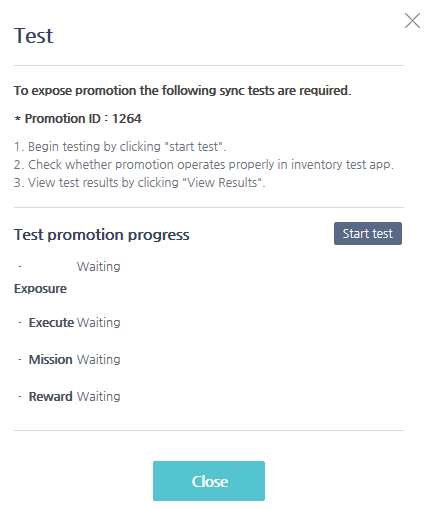 Test
To expose promotion the following sync tests are required.
* Promotion ID : 1264
1. Begin testing by clicking "start test".
2. Check whether promotion operates properly in inventory test app.
3. View test results by clicking "View Results".
Test promotion progress Start test
- Waiting
Exposure
- Execute Waiting
- Mission Waiting
- Reward Waiting
Close